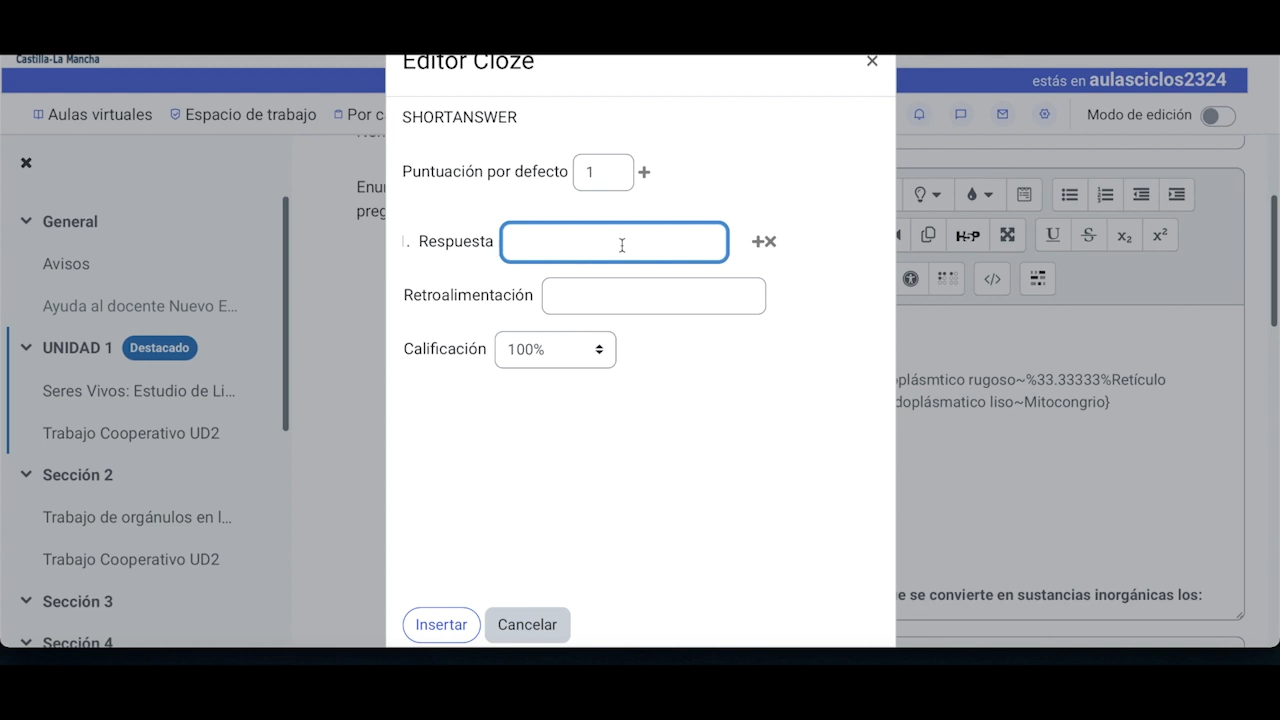 Castilla-La Mancha
Editor Cloze
estás en aulasciclos2324
Aulas virtuales
Espacio de trabajo
Por c
Modo de edición
SHORTANSWER
Puntuación por defecto 1
Enu
preg
General
Avisos
Ayuda al docente Nuevo E...
UNIDAD 1 Destacado
Seres Vivos: Estudio de Li...
Trabajo Cooperativo UD2
Sección 2
Trabajo de orgánulos en l...
Trabajo Cooperativo UD2
Sección 3
Sección 4
Respuesta
Retroalimentación
Calificación 100%
Insertar
Cancelar
H-P
U S x₂ x²
</>
plásmtico rugoso~%33.33333%Retículo
doplásmatico liso~Mitocongrio}
e se convierte en sustancias inorgánicas los: